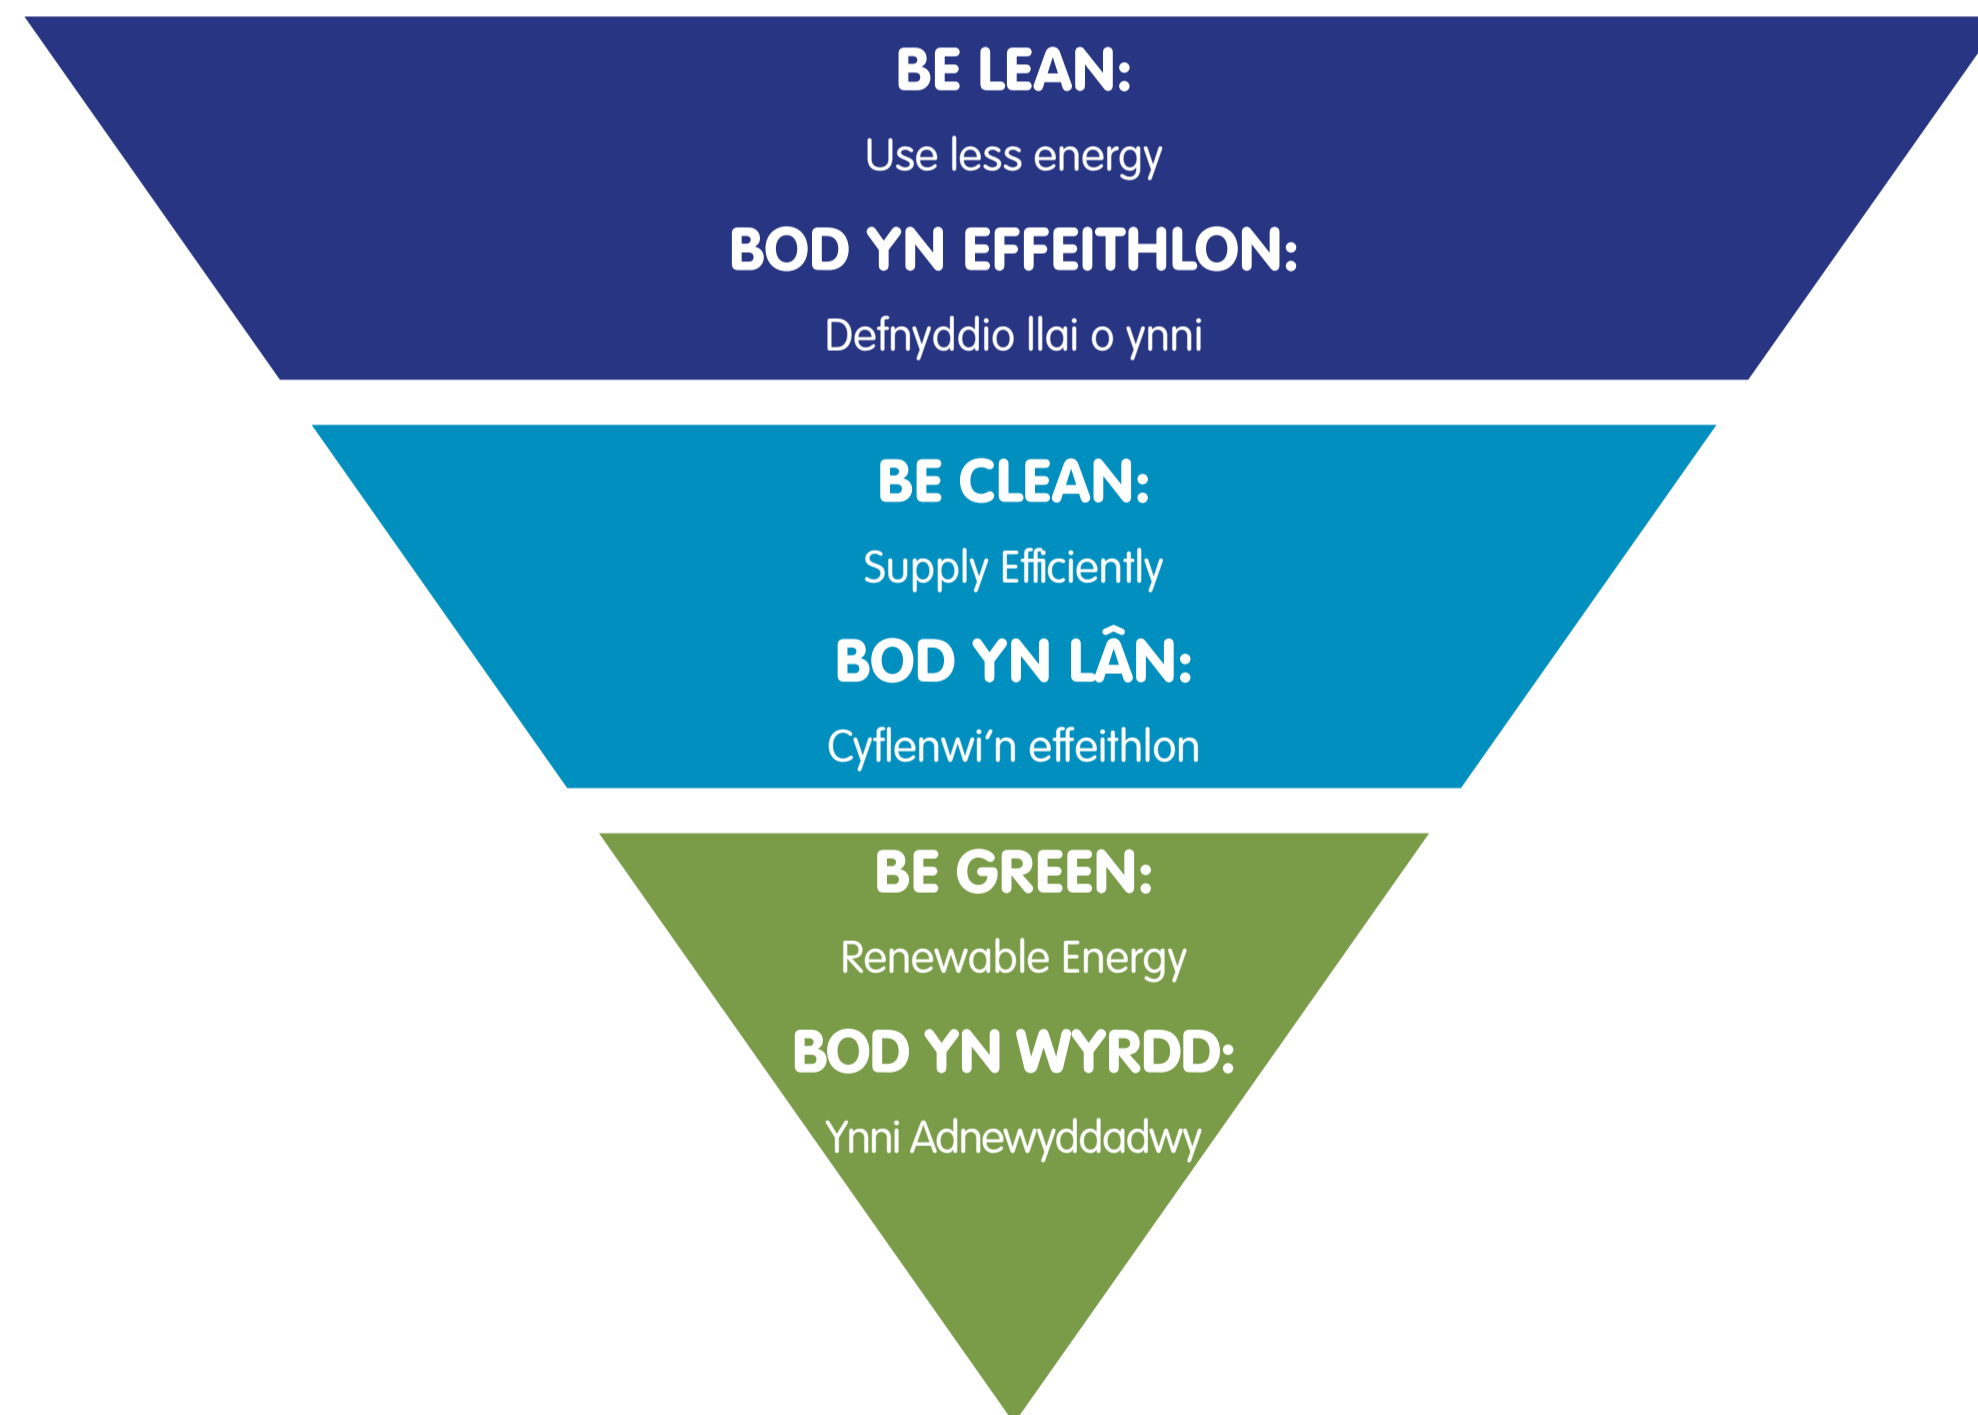 BE LEAN:
Use less energy
BOD YN EFFEITHLON:
Defnyddio llai o ynni
BE CLEAN:
Supply Efficiently
BOD YN LÂN:
Cyflenwi’n effeithlon
BE GREEN:
Renewable Energy
BOD YN WYRDD:
Ynni Adnewyddadwy